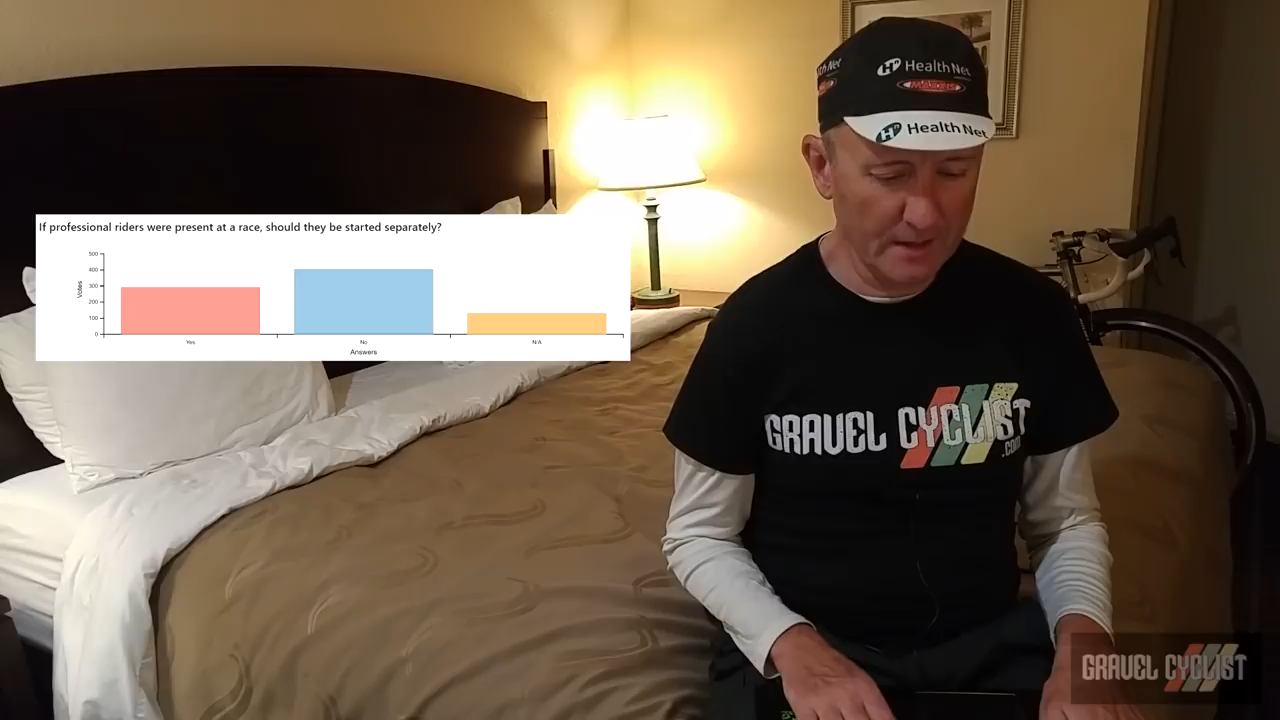 If professional riders were present at a race, should they be started separately?
500
400
300
200
100
0
Votes
Yes
No
N/A
Answers
Health Net
MAXXIS
Health Net
GRAVEL CYCLIST
.com
GRAVEL CYCLIST